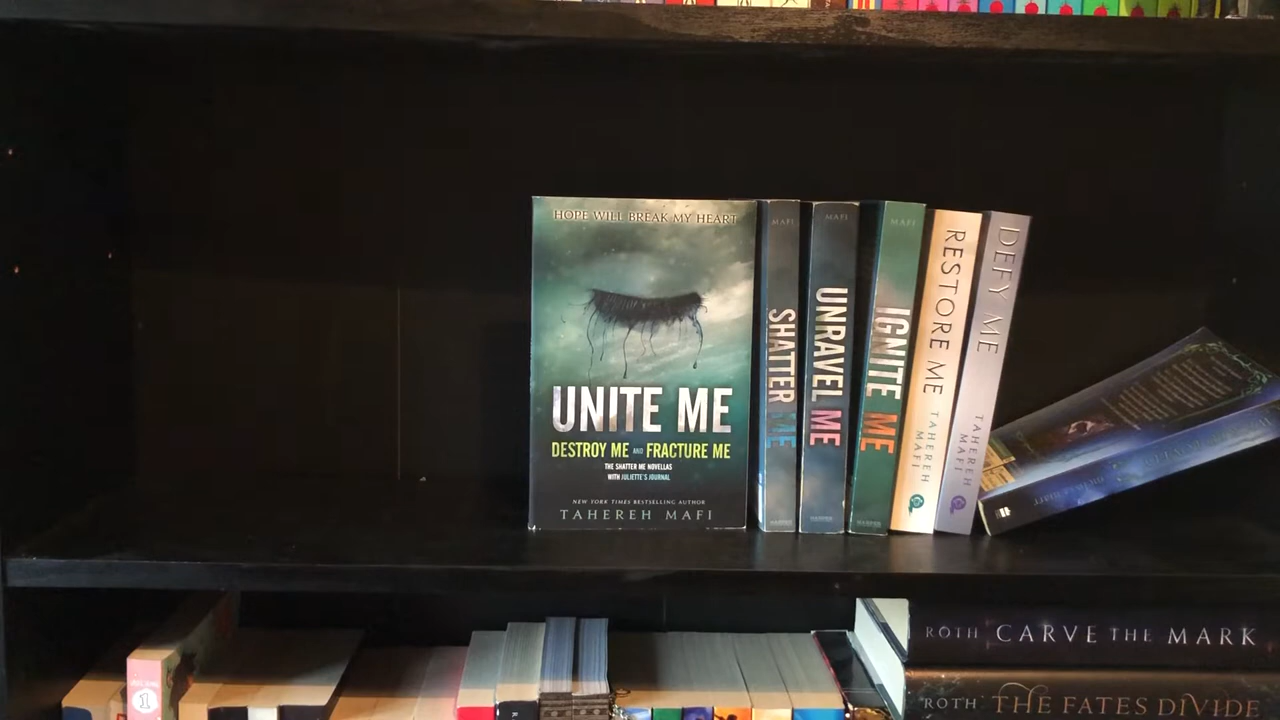 HOPE WILL BREAK MY HEART
UNITE ME
DESTROY ME AND FRACTURE ME
THE SHATTER ME NOVELLAS
WITH JULIETTE'S JOURNAL
NEW YORK TIMES BESTSELLING AUTHOR
TAHEREH MAFI
MAFI
SHATTER ME
MAFI
UNRAVEL ME
MAFI
IGNITE ME
RESTORE ME
TAHEREH MAFI
DEFY ME
TAHEREH MAFI
1
ROTH CARVE THE MARK
ROTH THE FATES DIVIDE